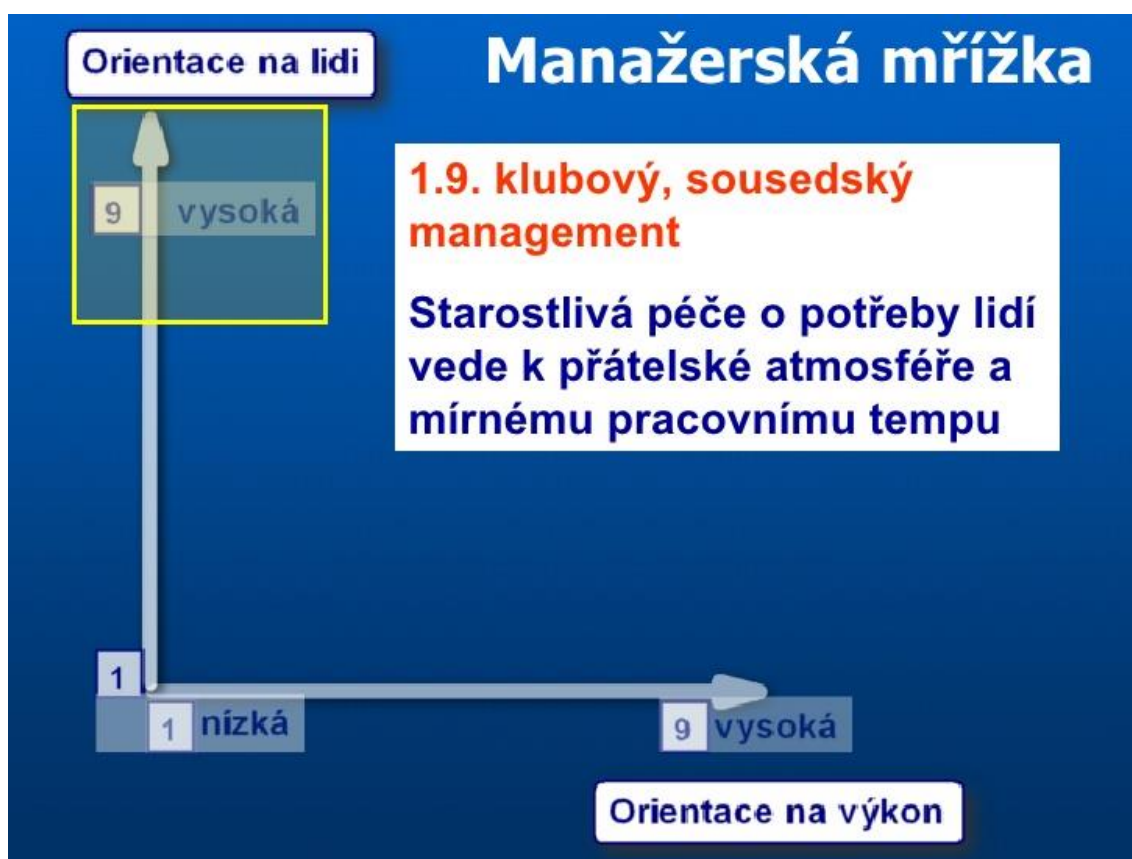 Orientace na lidi
Manažerská mřížka
9 vysoká
1.9. klubový, sousedský
management
Starostlivá péče o potřeby lidí
vede k přátelské atmosféře a
mírnému pracovnímu tempu
1
1 nízká
9 vysoká
Orientace na výkon